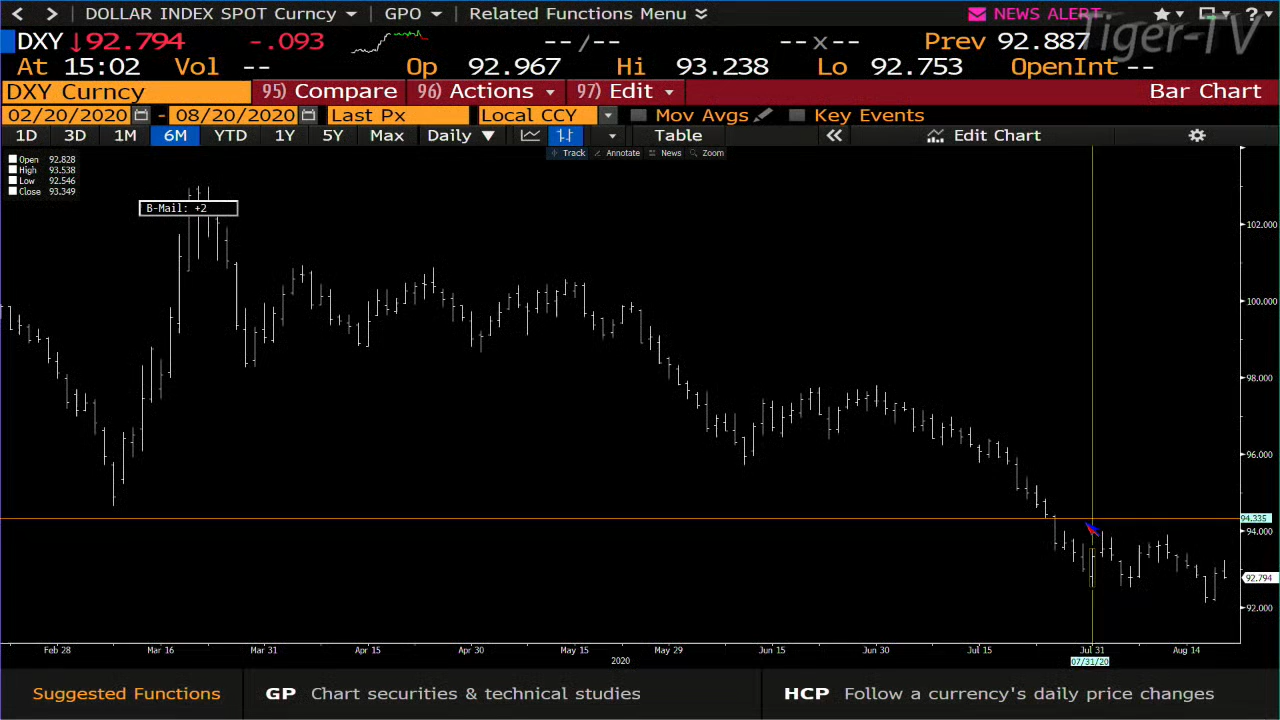 DOLLAR INDEX SPOT Curncy GPO Related Functions Menu NEWS ALERT ?
Tiger-TV
DXY ↓92.794 -.093 --/-- --x-- Prev 92.887
At 15:02 Vol -- Op 92.967 Hi 93.238 Lo 92.753 OpenInt --
DXY Curncy 95) Compare 96) Actions 97) Edit Bar Chart
02/20/2020 - 08/20/2020 Last Px Local CCY Mov Avgs Key Events
1D 3D 1M 6M YTD 1Y 5Y Max Daily ▼ Table « Edit Chart
Track Annotate News Zoom
Open 92.828
High 93.538
Low 92.546
Close 93.349
B-Mail: +2
102.000
100.000
98.000
96.000
94.335
94.000
92.794
92.000
Feb 28 Mar 16 Mar 31 Apr 15 Apr 30 May 15 May 29 Jun 15 Jun 30 Jul 15 Jul 31 Aug 14
2020 07/31/20
Suggested Functions GP Chart securities & technical studies HCP Follow a currency's daily price changes